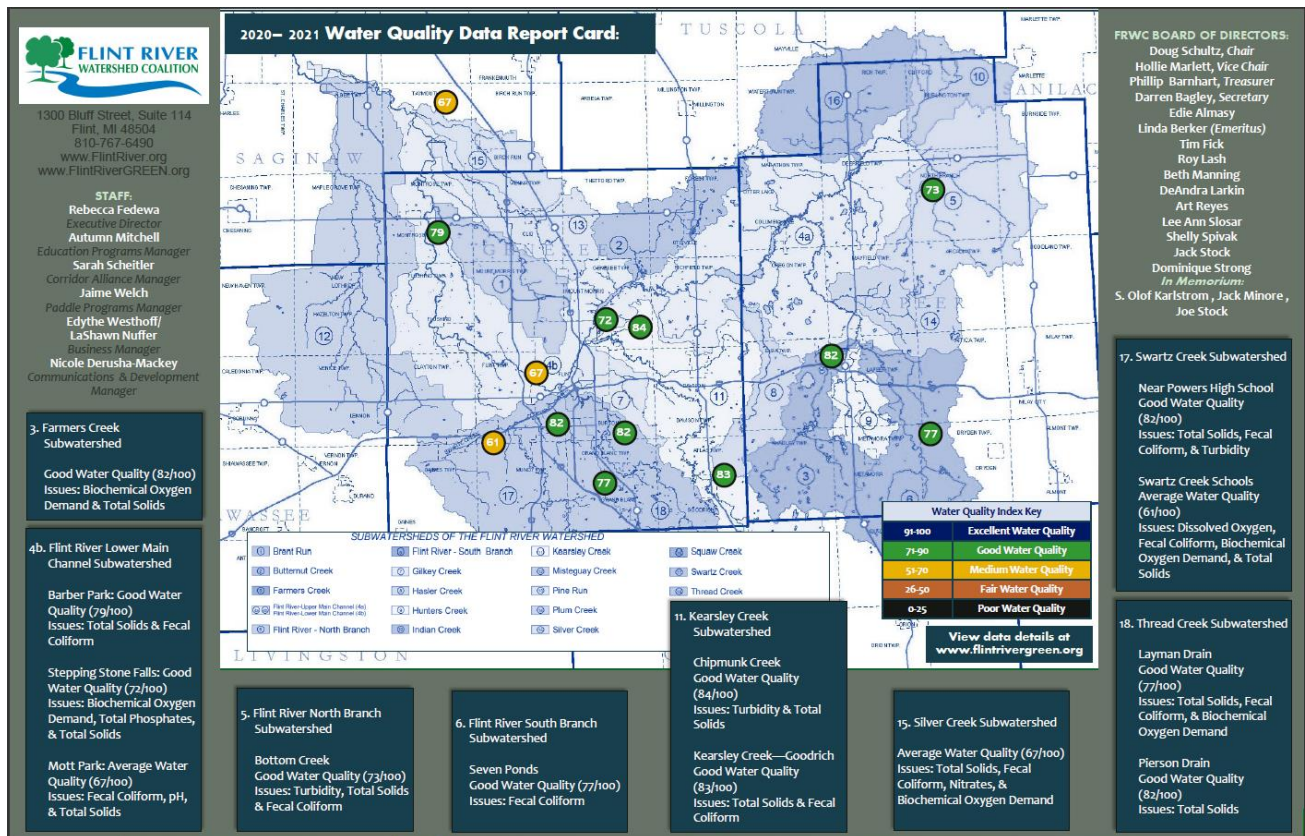 FLINT RIVER
WATERSHED COALITION
1300 Bluff Street, Suite 114
Flint, MI 48504
810-767-6490
www.FlintRiver.org
www.FlintRiverGREEN.org
STAFF:
Rebecca Fedewa
Executive Director
Autumn Mitchell
Education Programs Manager
Sarah Scheitler
Corridor Alliance Manager
Jaime Welch
Paddle Programs Manager
Edythe Westhoff/
LaShawn Nuffer
Business Manager
Nicole Derusha-Mackey
Communications & Development
Manager
3. Farmers Creek
Subwatershed
Good Water Quality (82/100)
Issues: Biochemical Oxygen
Demand & Total Solids
4b. Flint River Lower Main
Channel Subwatershed
Barber Park: Good Water
Quality (79/100)
Issues: Total Solids & Fecal
Coliform
Stepping Stone Falls: Good
Water Quality (72/100)
Issues: Biochemical Oxygen
Demand, Total Phosphates,
& Total Solids
Mott Park: Average Water
Quality (67/100)
Issues: Fecal Coliform, pH,
& Total Solids
2020– 2021 Water Quality Data Report Card:
TUSCOLA
SANILAC
SAGINAW
LIVINGSTON
67
79
73
72
84
67
82
82
82
61
77
83
77
16
10
15
5
13
2
4a
1
12
14
4b
8
7
11
9
3
17
18
6
SUBWATERSHEDS OF THE FLINT RIVER WATERSHED
Brent Run
Butternut Creek
Farmers Creek
Flint River-Upper Main Channel (4a)
Flint River-Lower Main Channel (4b)
Flint River - North Branch
Flint River - South Branch
Gilkey Creek
Hasler Creek
Hunters Creek
Indian Creek
Kearsley Creek
Misteguay Creek
Pine Run
Plum Creek
Silver Creek
Squaw Creek
Swartz Creek
Thread Creek
Water Quality Index Key
91-100 Excellent Water Quality
71-90 Good Water Quality
51-70 Medium Water Quality
26-50 Fair Water Quality
0-25 Poor Water Quality
View data details at
www.flintrivergreen.org
5. Flint River North Branch
Subwatershed
Bottom Creek
Good Water Quality (73/100)
Issues: Turbidity, Total Solids
& Fecal Coliform
6. Flint River South Branch
Subwatershed
Seven Ponds
Good Water Quality (77/100)
Issues: Fecal Coliform
11. Kearsley Creek
Subwatershed
Chipmunk Creek
Good Water Quality
(84/100)
Issues: Turbidity & Total
Solids
Kearsley Creek—Goodrich
Good Water Quality
(83/100)
Issues: Total Solids & Fecal
Coliform
15. Silver Creek Subwatershed
Average Water Quality (67/100)
Issues: Total Solids, Fecal
Coliform, Nitrates, &
Biochemical Oxygen Demand
FRWC BOARD OF DIRECTORS:
Doug Schultz, Chair
Hollie Marlett, Vice Chair
Phillip Barnhart, Treasurer
Darren Bagley, Secretary
Edie Almasy
Linda Berker (Emeritus)
Tim Fick
Roy Lash
Beth Manning
DeAndra Larkin
Art Reyes
Lee Ann Slosar
Shelly Spivak
Jack Stock
Dominique Strong
In Memorium:
S. Olof Karlstrom , Jack Minore ,
Joe Stock
17. Swartz Creek Subwatershed
Near Powers High School
Good Water Quality
(82/100)
Issues: Total Solids, Fecal
Coliform, & Turbidity
Swartz Creek Schools
Average Water Quality
(61/100)
Issues: Dissolved Oxygen,
Fecal Coliform, Biochemical
Oxygen Demand, & Total
Solids
18. Thread Creek Subwatershed
Layman Drain
Good Water Quality
(77/100)
Issues: Total Solids, Fecal
Coliform, & Biochemical
Oxygen Demand
Pierson Drain
Good Water Quality
(82/100)
Issues: Total Solids